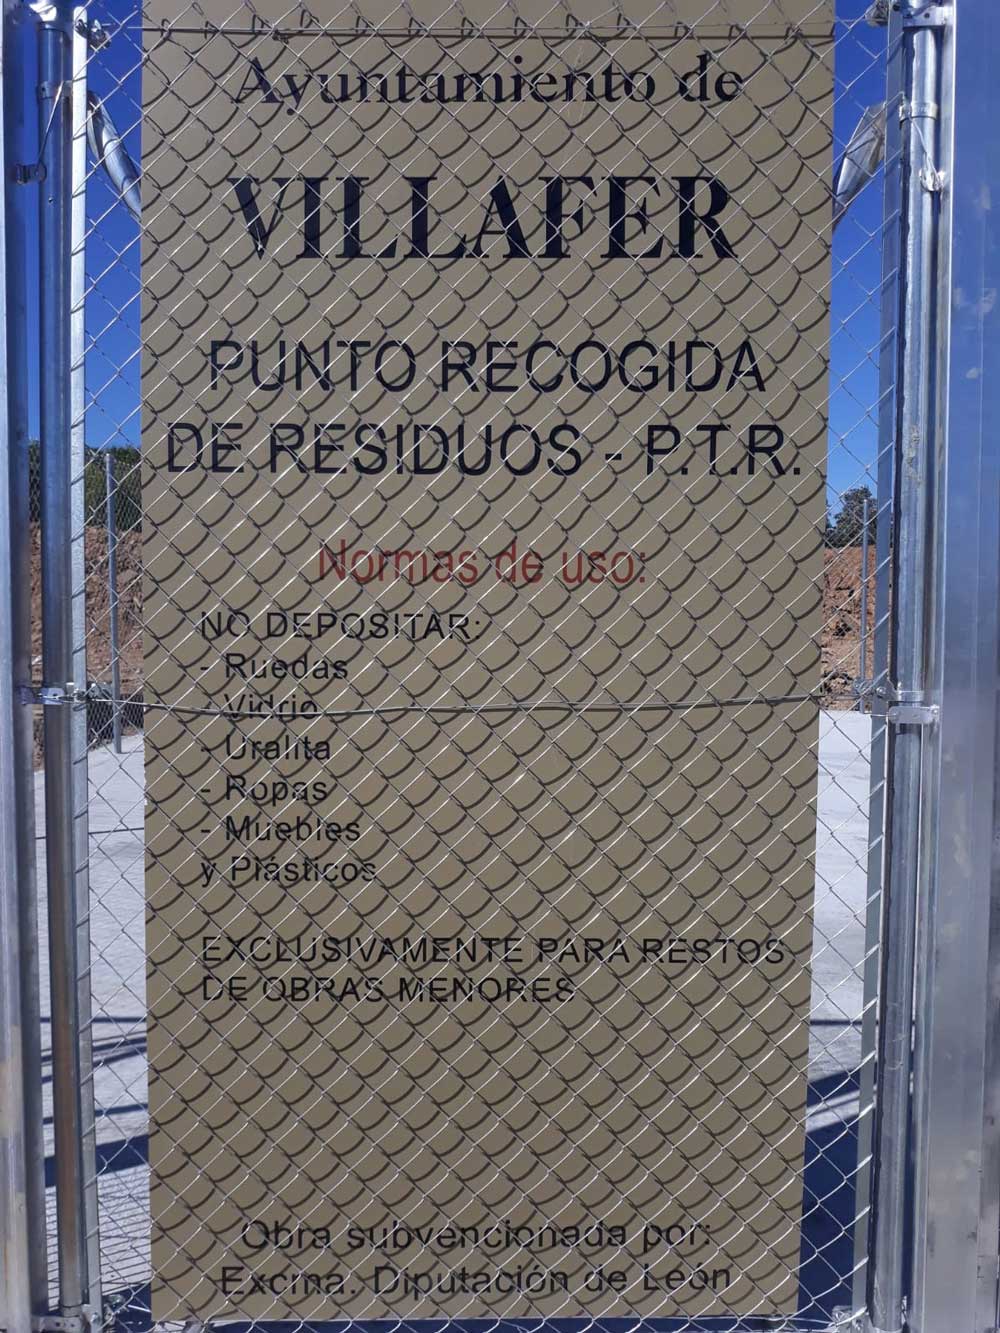 Ayuntamiento de
VILLAFER
PUNTO RECOGIDA
DE RESIDUOS - P.T.R.
Normas de uso:
NO DEPOSITAR:
- Ruedas
- Vidrio
- Uralita
- Ropas
- Muebles
y Plásticos
EXCLUSIVAMENTE PARA RESTOS
DE OBRAS MENORES
Obra subvencionada por:
Excma. Diputación de León